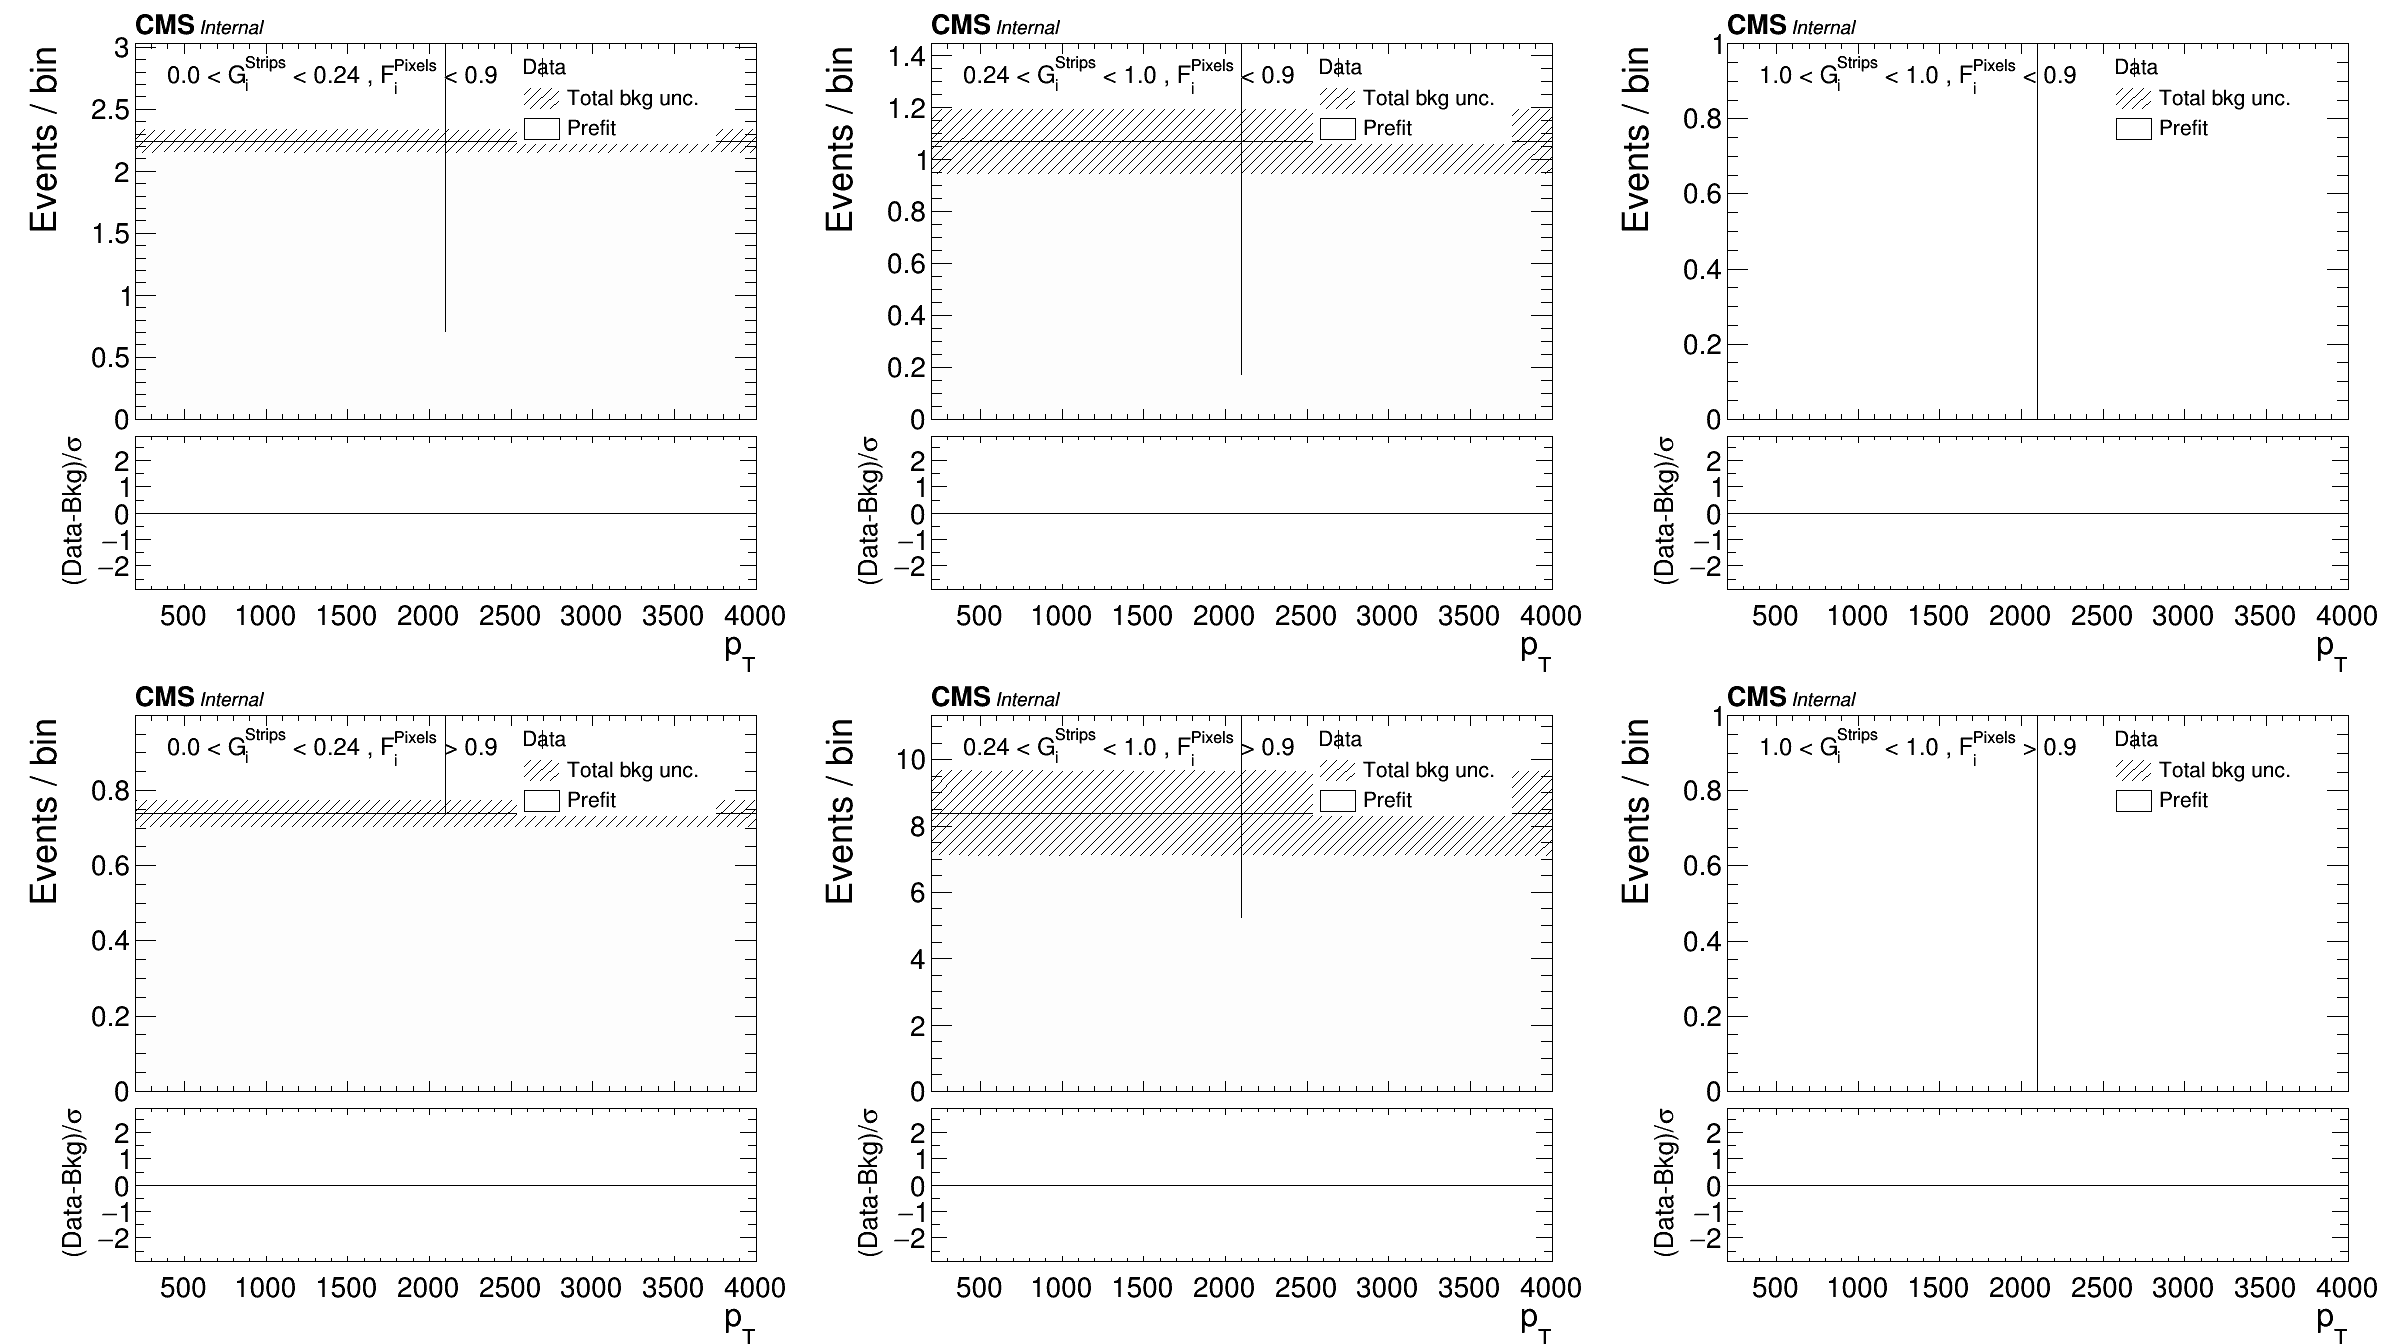 CMS Internal
Events / bin
3
2.5
2
1.5
1
0.5
0
0.0 < G_i^Strips < 0.24 , F_i^Pixels < 0.9
Data
Total bkg unc.
Prefit
(Data-Bkg)/σ
2
1
0
−1
−2
500 1000 1500 2000 2500 3000 3500 4000
p_T
CMS Internal
Events / bin
1.4
1.2
1
0.8
0.6
0.4
0.2
0
0.24 < G_i^Strips < 1.0 , F_i^Pixels < 0.9
Data
Total bkg unc.
Prefit
(Data-Bkg)/σ
2
1
0
−1
−2
500 1000 1500 2000 2500 3000 3500 4000
p_T
CMS Internal
Events / bin
1
0.8
0.6
0.4
0.2
0
1.0 < G_i^Strips < 1.0 , F_i^Pixels < 0.9
Data
Total bkg unc.
Prefit
(Data-Bkg)/σ
2
1
0
−1
−2
500 1000 1500 2000 2500 3000 3500 4000
p_T
CMS Internal
Events / bin
0.8
0.6
0.4
0.2
0
0.0 < G_i^Strips < 0.24 , F_i^Pixels > 0.9
Data
Total bkg unc.
Prefit
(Data-Bkg)/σ
2
1
0
−1
−2
500 1000 1500 2000 2500 3000 3500 4000
p_T
CMS Internal
Events / bin
10
8
6
4
2
0
0.24 < G_i^Strips < 1.0 , F_i^Pixels > 0.9
Data
Total bkg unc.
Prefit
(Data-Bkg)/σ
2
1
0
−1
−2
500 1000 1500 2000 2500 3000 3500 4000
p_T
CMS Internal
Events / bin
1
0.8
0.6
0.4
0.2
0
1.0 < G_i^Strips < 1.0 , F_i^Pixels > 0.9
Data
Total bkg unc.
Prefit
(Data-Bkg)/σ
2
1
0
−1
−2
500 1000 1500 2000 2500 3000 3500 4000
p_T